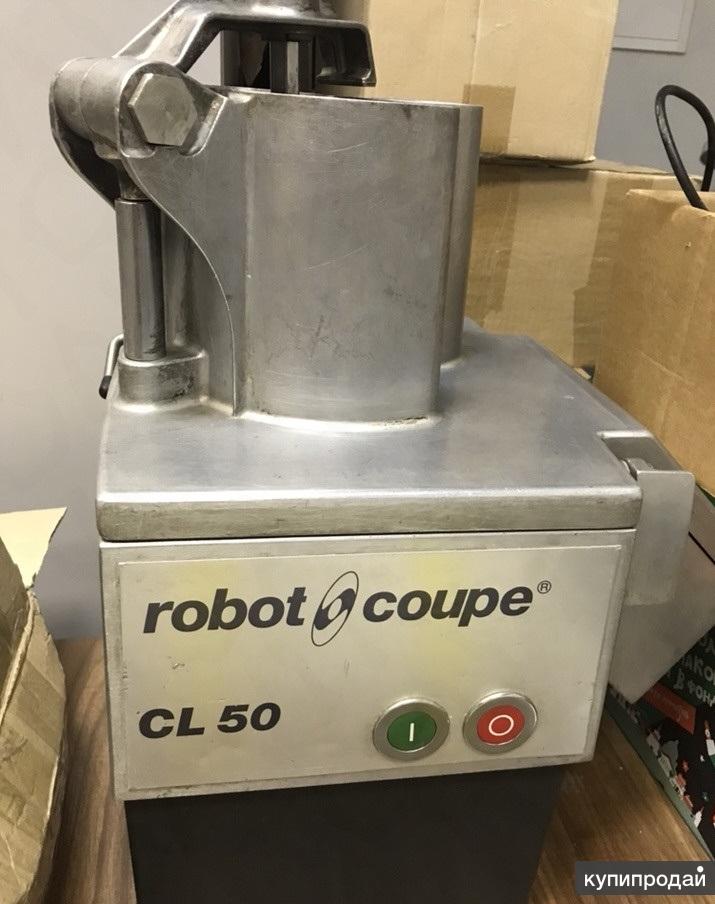 robot coupe®
CL 50
I O
купипродай